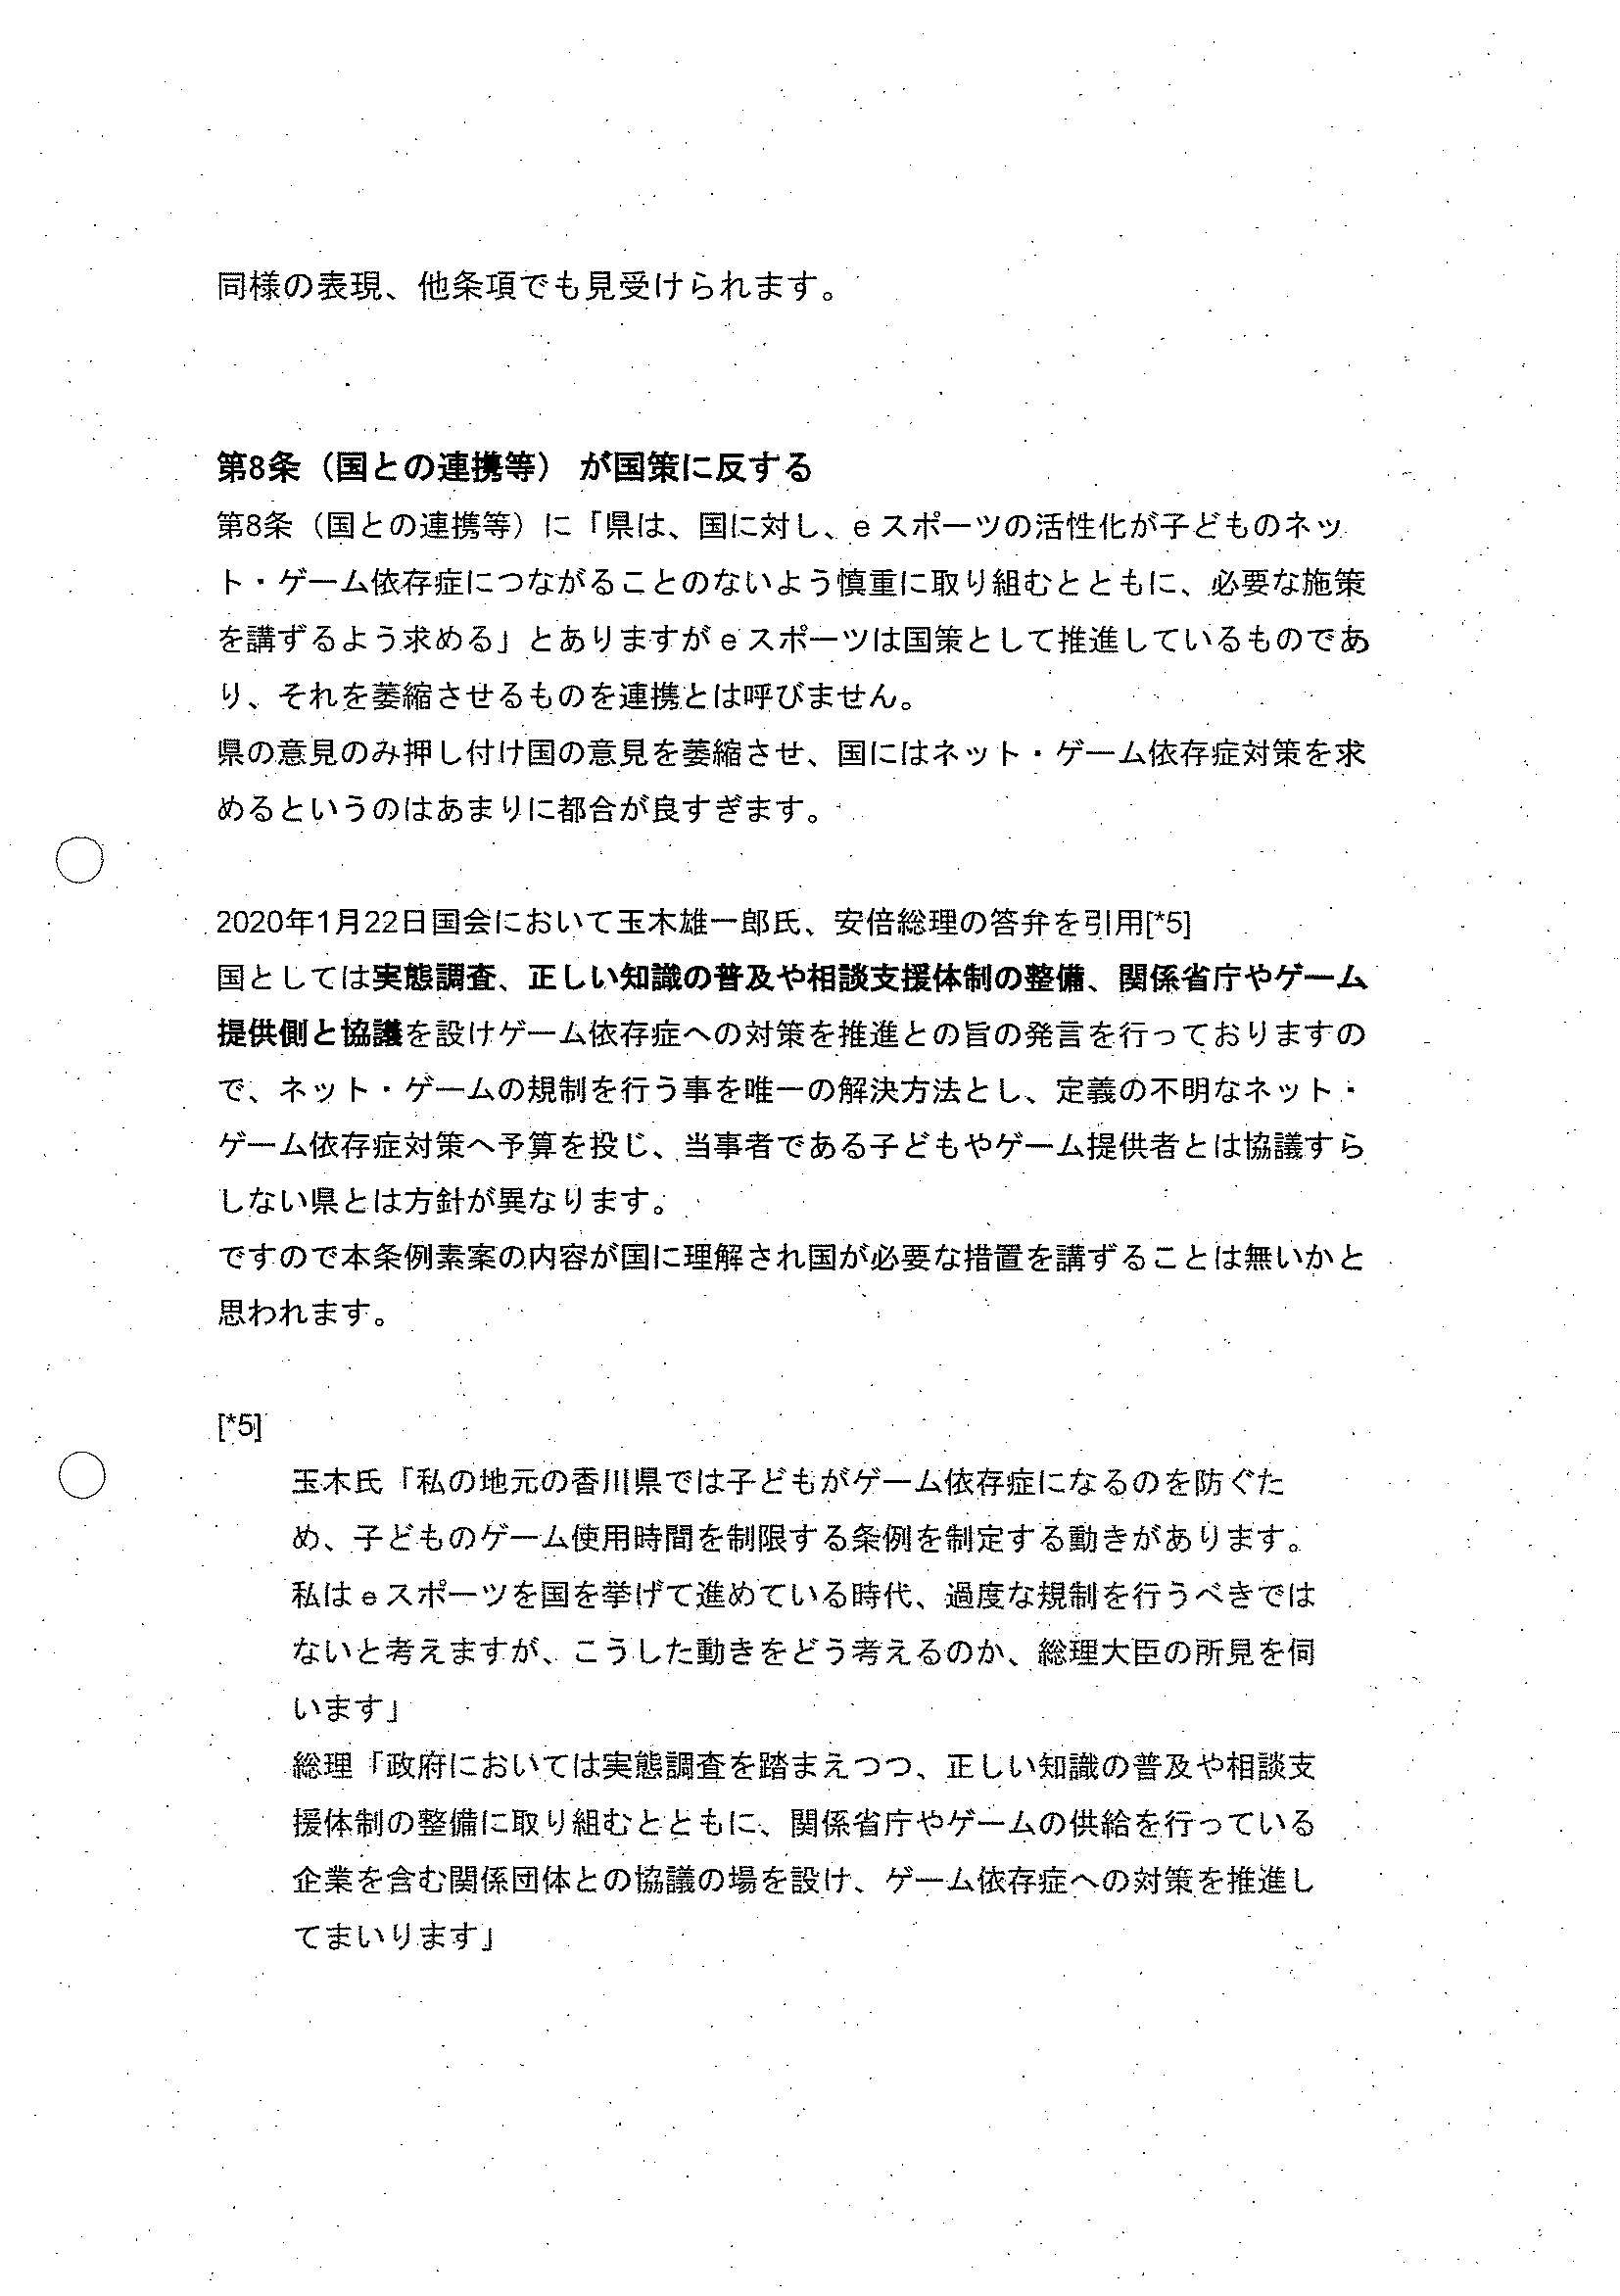 同様の表現、他条項でも見受けられます。
第8条（国との連携等） が国策に反する
第8条（国との連携等）に「県は、国に対し、e スポーツの活性化が子どものネッ
ト・ゲーム依存症につながることのないよう慎重に取り組むとともに、必要な施策
を講ずるよう求める」とありますが e スポーツは国策として推進しているものであ
り、それを萎縮させるものを連携とは呼びません。
県の意見のみ押し付け国の意見を萎縮させ、国にはネット・ゲーム依存症対策を求
めるというのはあまりに都合が良すぎます。
2020年1月22日国会において玉木雄一郎氏、安倍総理の答弁を引用[*5]
国としては実態調査、正しい知識の普及や相談支援体制の整備、関係省庁やゲーム
提供側と協議を設けゲーム依存症への対策を推進との旨の発言を行っておりますの
で、ネット・ゲームの規制を行う事を唯一の解決方法とし、定義の不明なネット・
ゲーム依存症対策へ予算を投じ、当事者である子どもやゲーム提供者とは協議すら
しない県とは方針が異なります。
ですので本条例素案の内容が国に理解され国が必要な措置を講ずることは無いかと
思われます。
[*5]
玉木氏「私の地元の香川県では子どもがゲーム依存症になるのを防ぐた
め、子どものゲーム使用時間を制限する条例を制定する動きがあります。
私は e スポーツを国を挙げて進めている時代、過度な規制を行うべきでは
ないと考えますが、こうした動きをどう考えるのか、総理大臣の所見を伺
います」
総理「政府においては実態調査を踏まえつつ、正しい知識の普及や相談支
援体制の整備に取り組むとともに、関係省庁やゲームの供給を行っている
企業を含む関係団体との協議の場を設け、ゲーム依存症への対策を推進し
てまいります」